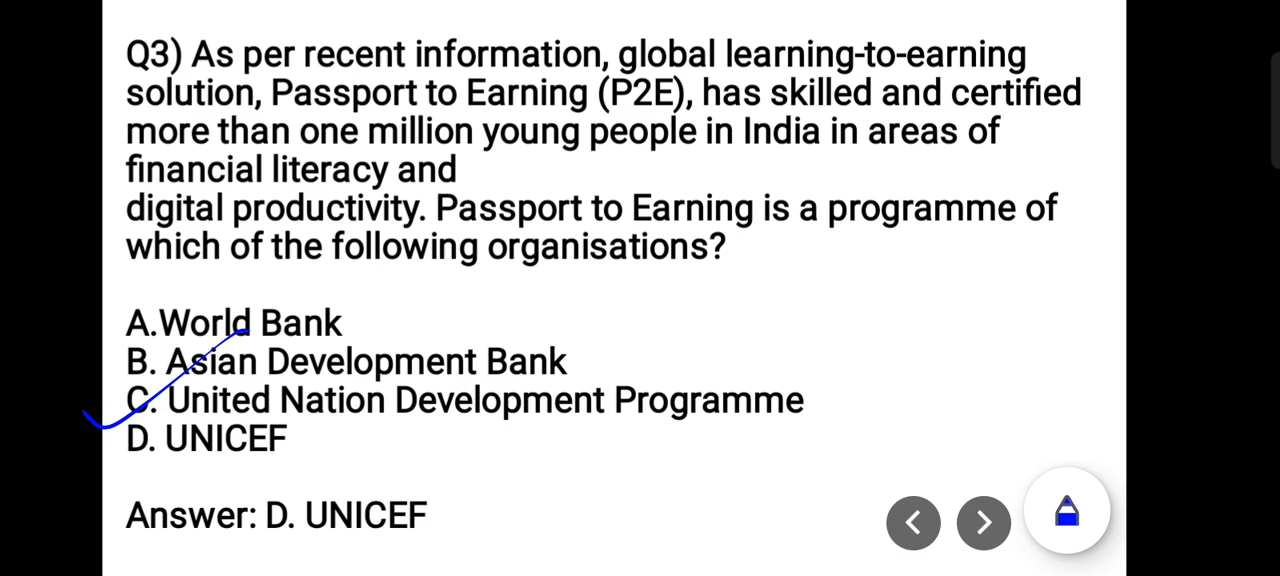 Q3) As per recent information, global learning-to-earning
solution, Passport to Earning (P2E), has skilled and certified
more than one million young people in India in areas of
financial literacy and
digital productivity. Passport to Earning is a programme of
which of the following organisations?
A.World Bank
B. Asian Development Bank
C. United Nation Development Programme
D. UNICEF
Answer: D. UNICEF